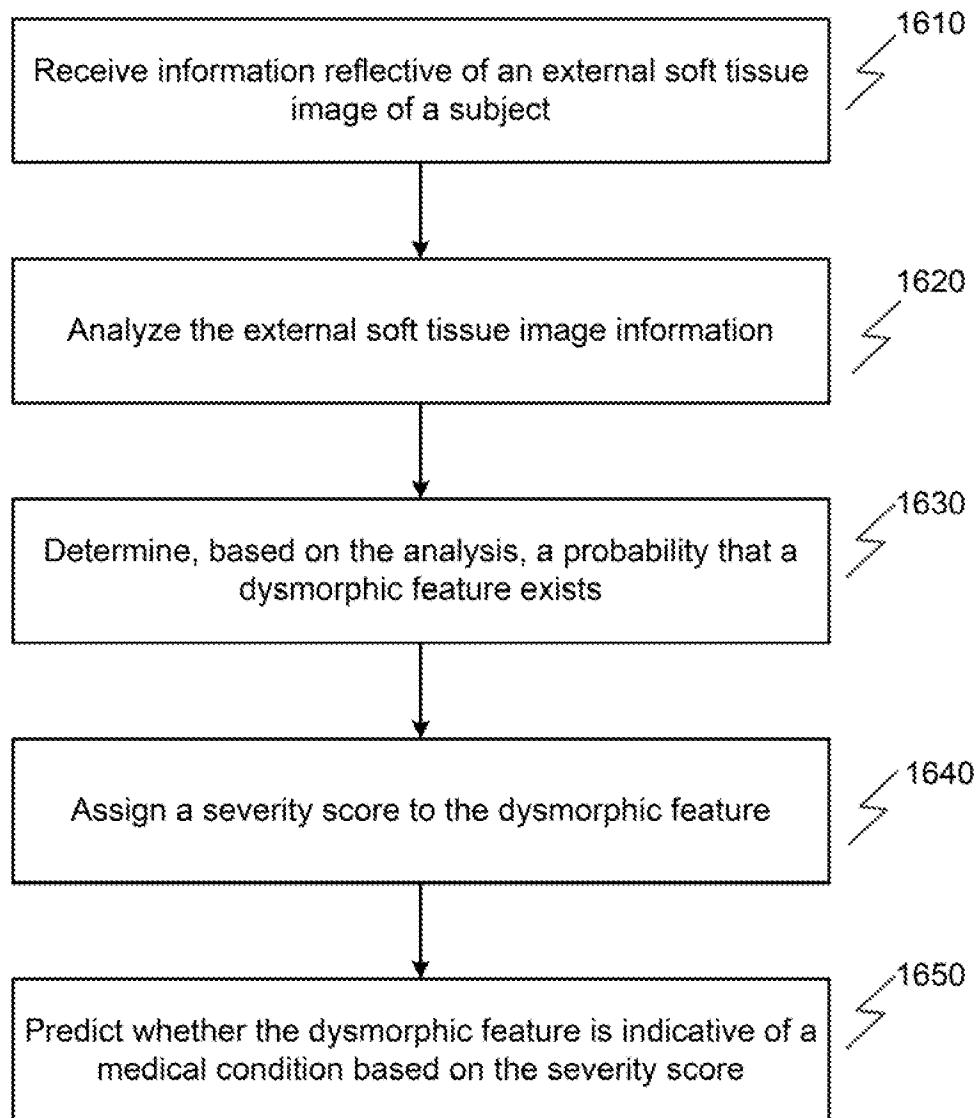 1610
Receive information reflective of an external soft tissue
image of a subject
1620
Analyze the external soft tissue image information
1630
Determine, based on the analysis, a probability that a
dysmorphic feature exists
1640
Assign a severity score to the dysmorphic feature
1650
Predict whether the dysmorphic feature is indicative of a
medical condition based on the severity score